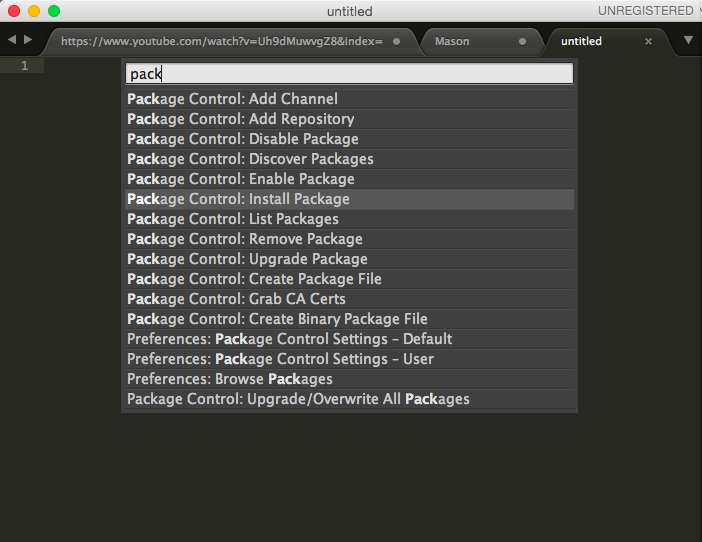 untitled
UNREGISTERED
https://www.youtube.com/watch?v=Uh9dMuwvgZ8&index=
Mason
untitled
1
pack
Package Control: Add Channel
Package Control: Add Repository
Package Control: Disable Package
Package Control: Discover Packages
Package Control: Enable Package
Package Control: Install Package
Package Control: List Packages
Package Control: Remove Package
Package Control: Upgrade Package
Package Control: Create Package File
Package Control: Grab CA Certs
Package Control: Create Binary Package File
Preferences: Package Control Settings – Default
Preferences: Package Control Settings – User
Preferences: Browse Packages
Package Control: Upgrade/Overwrite All Packages